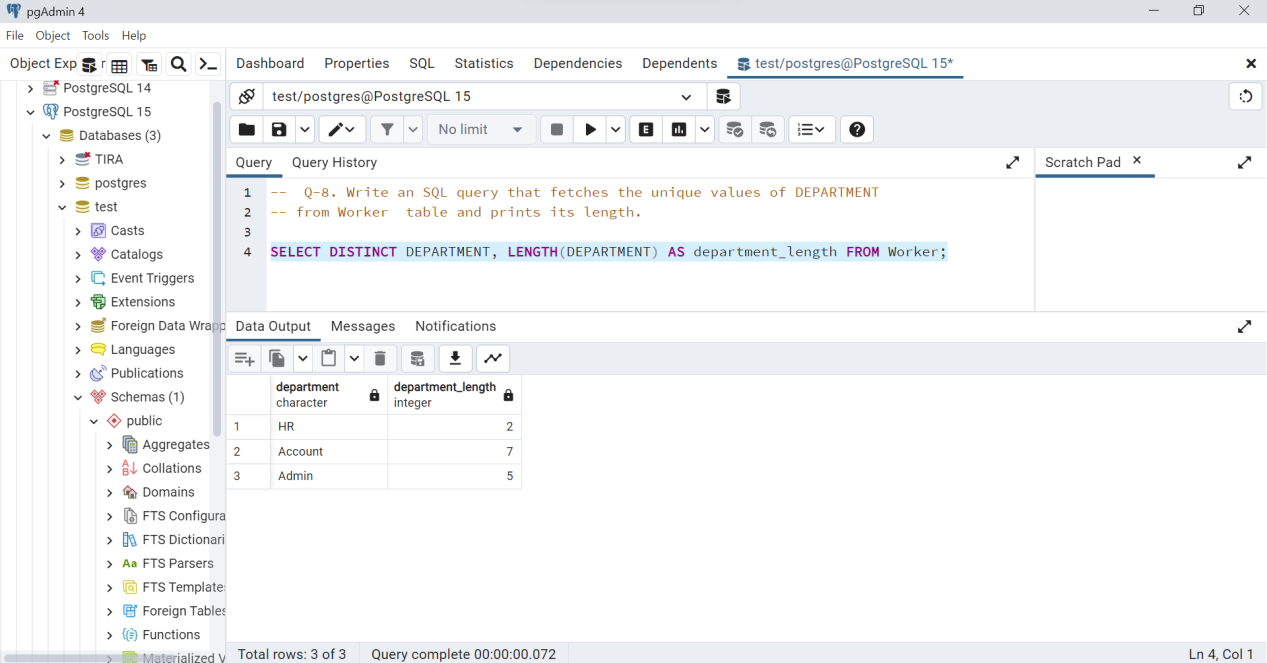 pgAdmin 4
File Object Tools Help
Object Exp r
Dashboard Properties SQL Statistics Dependencies Dependents test/postgres@PostgreSQL 15*
PostgreSQL 14
PostgreSQL 15
Databases (3)
TIRA
postgres
test
Casts
Catalogs
Event Triggers
Extensions
Foreign Data Wrapp
Languages
Publications
Schemas (1)
public
Aggregates
Collations
Domains
FTS Configura
FTS Dictionari
Aa FTS Parsers
FTS Template
Foreign Tables
Functions
Materialized V
test/postgres@PostgreSQL 15
No limit
E
Query Query History
Scratch Pad
1 -- Q-8. Write an SQL query that fetches the unique values of DEPARTMENT
2 -- from Worker table and prints its length.
3
4 SELECT DISTINCT DEPARTMENT, LENGTH(DEPARTMENT) AS department_length FROM Worker;
Data Output Messages Notifications
department department_length
character integer
1 HR 2
2 Account 7
3 Admin 5
Total rows: 3 of 3 Query complete 00:00:00.072 Ln 4, Col 1